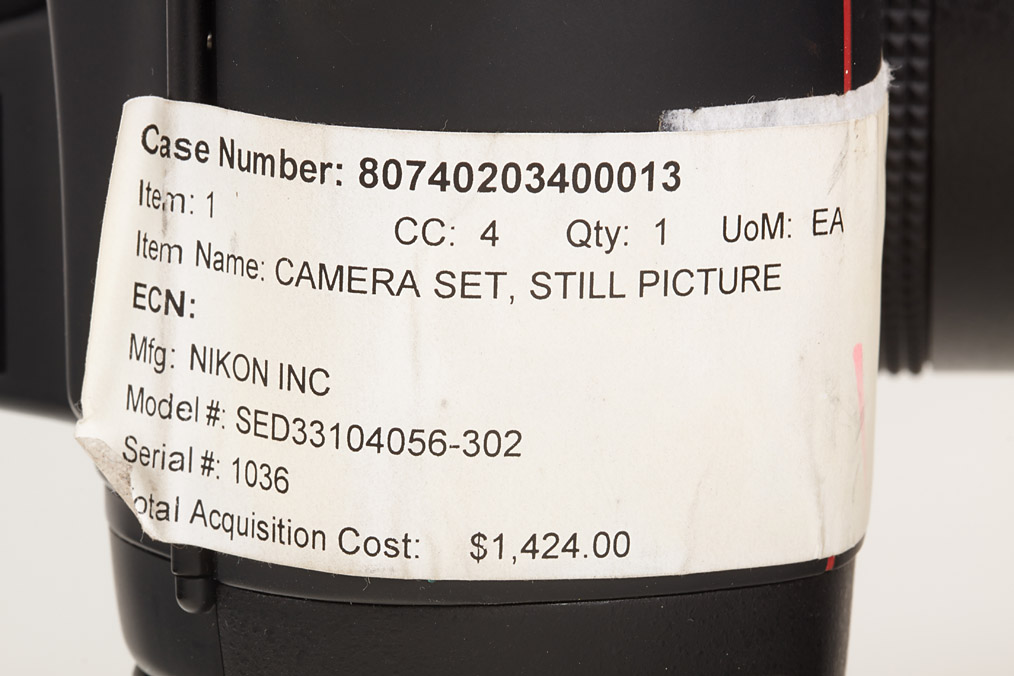 Case Number: 80740203400013
Item: 1
CC: 4 Qty: 1 UoM: EA
Item Name: CAMERA SET, STILL PICTURE
ECN:
Mfg: NIKON INC
Model #: SED33104056-302
Serial #: 1036
otal Acquisition Cost: $1,424.00